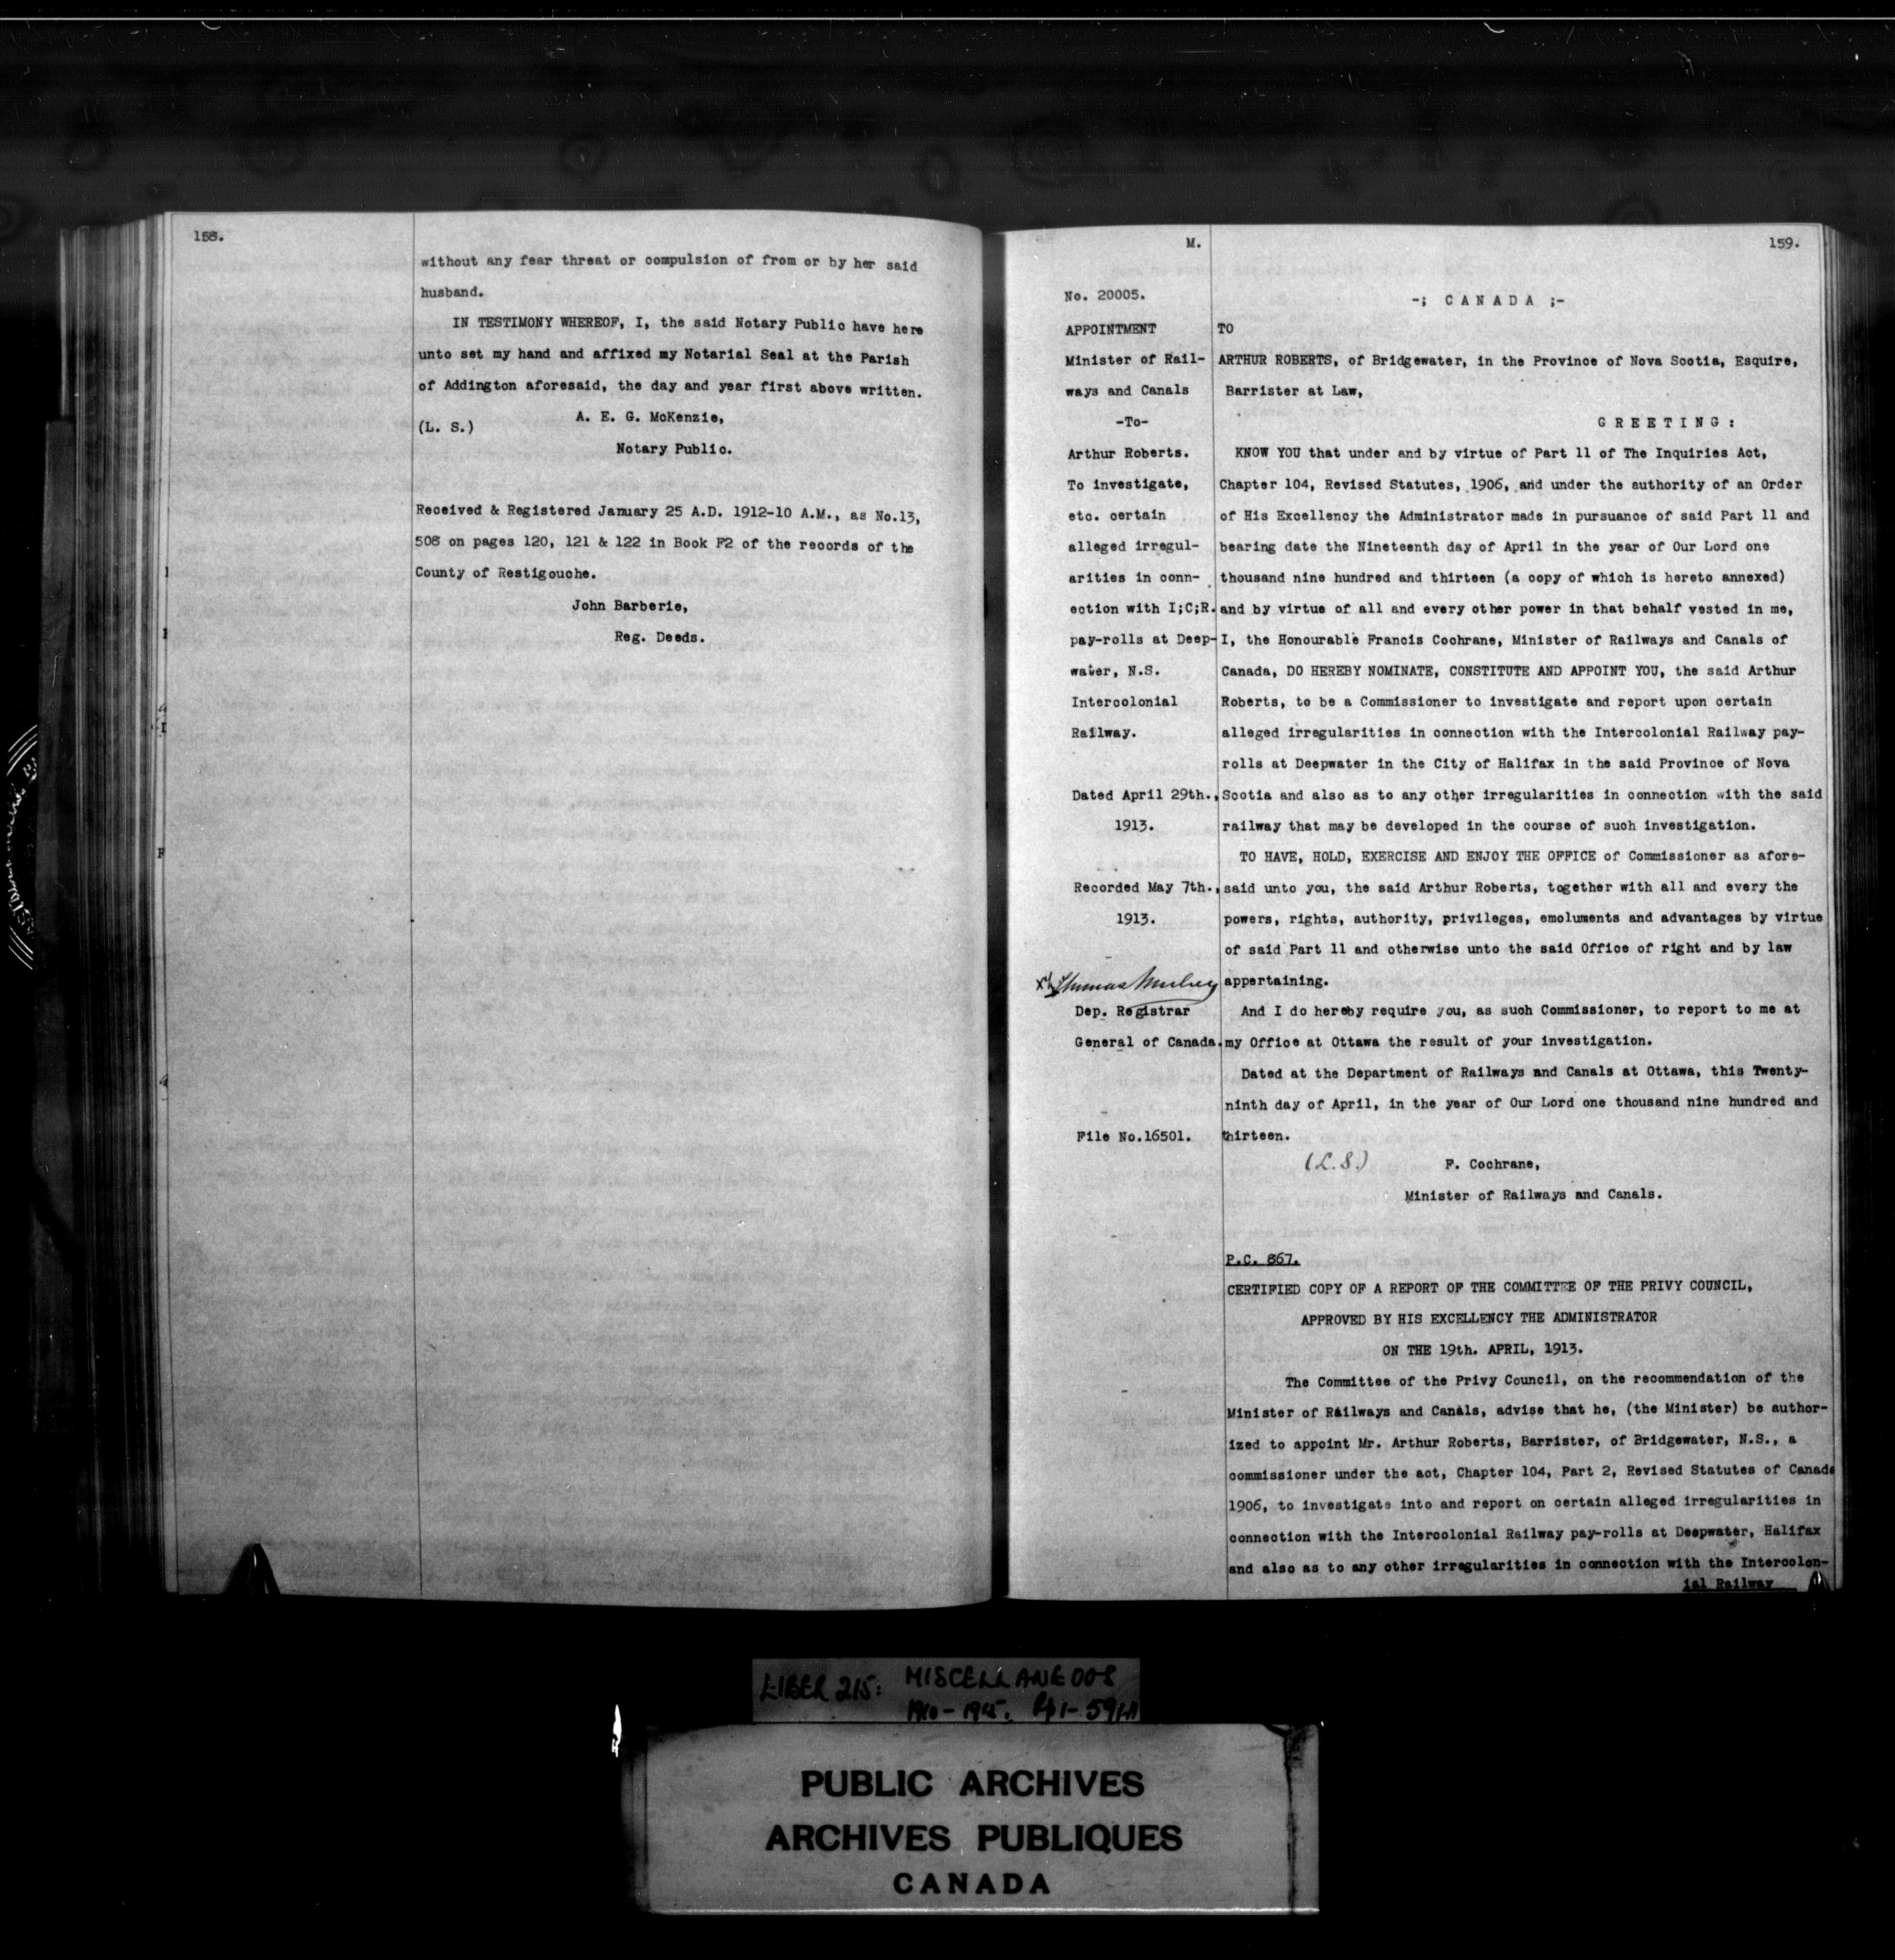 158.
without any fear threat or compulsion of from or by her said
husband.
IN TESTIMONY WHEREOF, I, the said Notary Public have here
unto set my hand and affixed my Notarial Seal at the Parish
of Addington aforesaid, the day and year first above written.
A. E. G. McKenzie,
(L. S.)
Notary Public.
Received & Registered January 25 A.D. 1912-10 A.M., as No.13,
508 on pages 120, 121 & 122 in Book F2 of the records of the
County of Restigouche.
John Barberie,
Reg. Deeds.
M.
159.
No. 20005.
APPOINTMENT
Minister of Rail-
ways and Canals
-To-
Arthur Roberts.
To investigate,
etc. certain
alleged irregul-
arities in conn-
ection with I;C;R.
pay-rolls at Deep-
water, N.S.
Intercolonial
Railway.
Dated April 29th.,
1913.
Recorded May 7th.,
1913.
Thomas Mulvey
Dep. Registrar
General of Canada.
File No.16501.
-; CANADA ;-
TO
ARTHUR ROBERTS, of Bridgewater, in the Province of Nova Scotia, Esquire,
Barrister at Law,
GREETING:
KNOW YOU that under and by virtue of Part 11 of The Inquiries Act,
Chapter 104, Revised Statutes, 1906, and under the authority of an Order
of His Excellency the Administrator made in pursuance of said Part 11 and
bearing date the Nineteenth day of April in the year of Our Lord one
thousand nine hundred and thirteen (a copy of which is hereto annexed)
and by virtue of all and every other power in that behalf vested in me,
I, the Honourable Francis Cochrane, Minister of Railways and Canals of
Canada, DO HEREBY NOMINATE, CONSTITUTE AND APPOINT YOU, the said Arthur
Roberts, to be a Commissioner to investigate and report upon certain
alleged irregularities in connection with the Intercolonial Railway pay-
rolls at Deepwater in the City of Halifax in the said Province of Nova
Scotia and also as to any other irregularities in connection with the said
railway that may be developed in the course of such investigation.
TO HAVE, HOLD, EXERCISE AND ENJOY THE OFFICE of Commissioner as afore-
said unto you, the said Arthur Roberts, together with all and every the
powers, rights, authority, privileges, emoluments and advantages by virtue
of said Part 11 and otherwise unto the said Office of right and by law
appertaining.
And I do hereby require you, as such Commissioner, to report to me at
my Office at Ottawa the result of your investigation.
Dated at the Department of Railways and Canals at Ottawa, this Twenty-
ninth day of April, in the year of Our Lord one thousand nine hundred and
thirteen.
(L.S.)
F. Cochrane,
Minister of Railways and Canals.
P.C. 867.
CERTIFIED COPY OF A REPORT OF THE COMMITTEE OF THE PRIVY COUNCIL,
APPROVED BY HIS EXCELLENCY THE ADMINISTRATOR
ON THE 19th. APRIL, 1913.
The Committee of the Privy Council, on the recommendation of the
Minister of Railways and Canals, advise that he, (the Minister) be author-
ized to appoint Mr. Arthur Roberts, Barrister, of Bridgewater, N.S., a
commissioner under the act, Chapter 104, Part 2, Revised Statutes of Canada
1906, to investigate into and report on certain alleged irregularities in
connection with the Intercolonial Railway pay-rolls at Deepwater, Halifax
and also as to any other irregularities in connection with the Intercolon-
ial Railway
LIBER 215: MISCELLANEOUS
PUBLIC ARCHIVES
ARCHIVES PUBLIQUES
CANADA